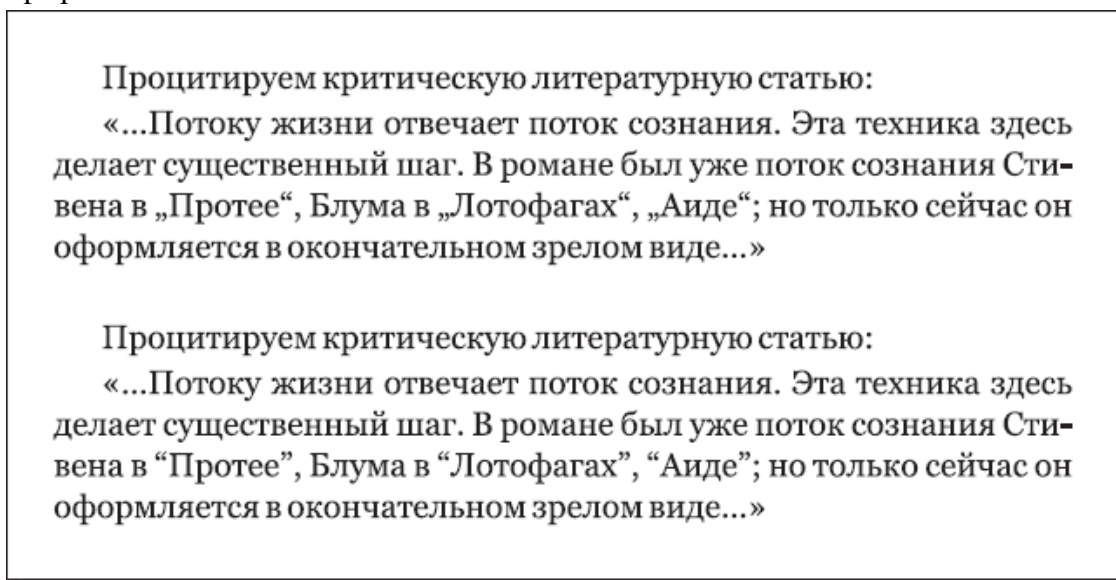 Процитируем критическую литературную статью:
«...Потоку жизни отвечает поток сознания. Эта техника здесь
делает существенный шаг. В романе был уже поток сознания Сти-
вена в „Протее“, Блума в „Лотофагах“, „Аиде“; но только сейчас он
оформляется в окончательном зрелом виде...»
Процитируем критическую литературную статью:
«...Потоку жизни отвечает поток сознания. Эта техника здесь
делает существенный шаг. В романе был уже поток сознания Сти-
вена в “Протее”, Блума в “Лотофагах”, “Аиде”; но только сейчас он
оформляется в окончательном зрелом виде...»